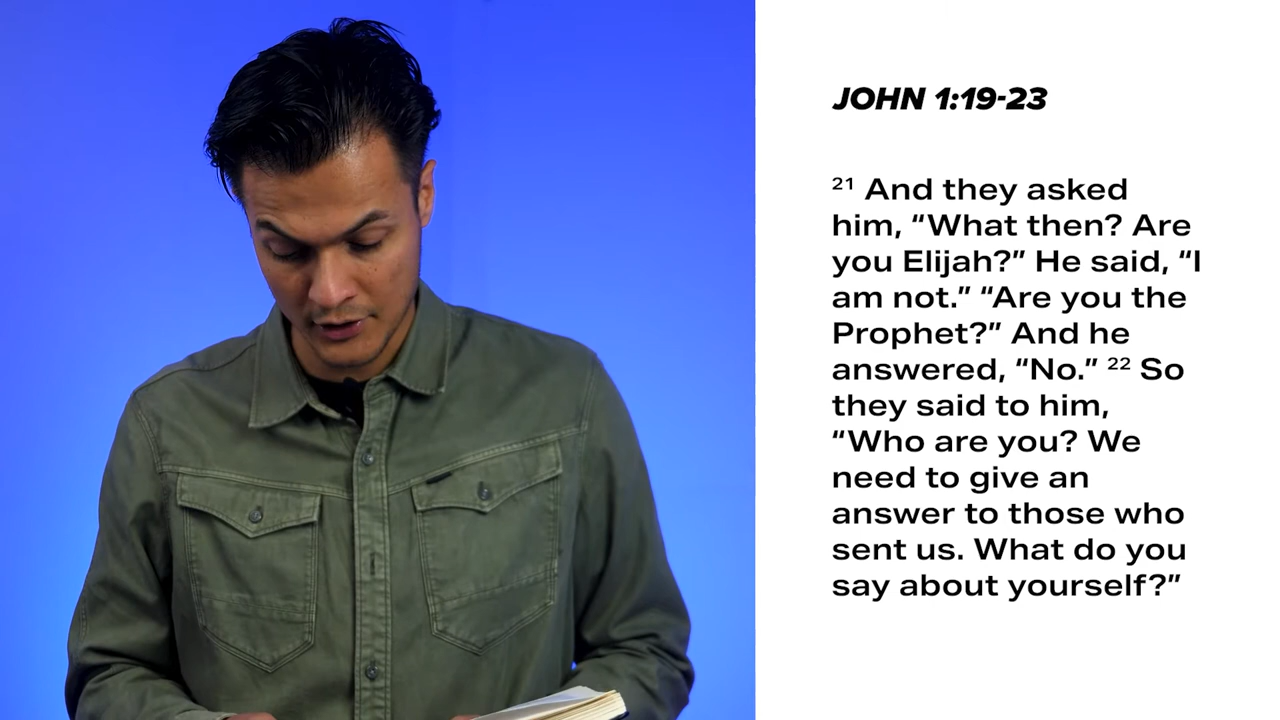 JOHN 1:19-23
21 And they asked
him, “What then? Are
you Elijah?” He said, “I
am not.” “Are you the
Prophet?” And he
answered, “No.” 22 So
they said to him,
“Who are you? We
need to give an
answer to those who
sent us. What do you
say about yourself?”